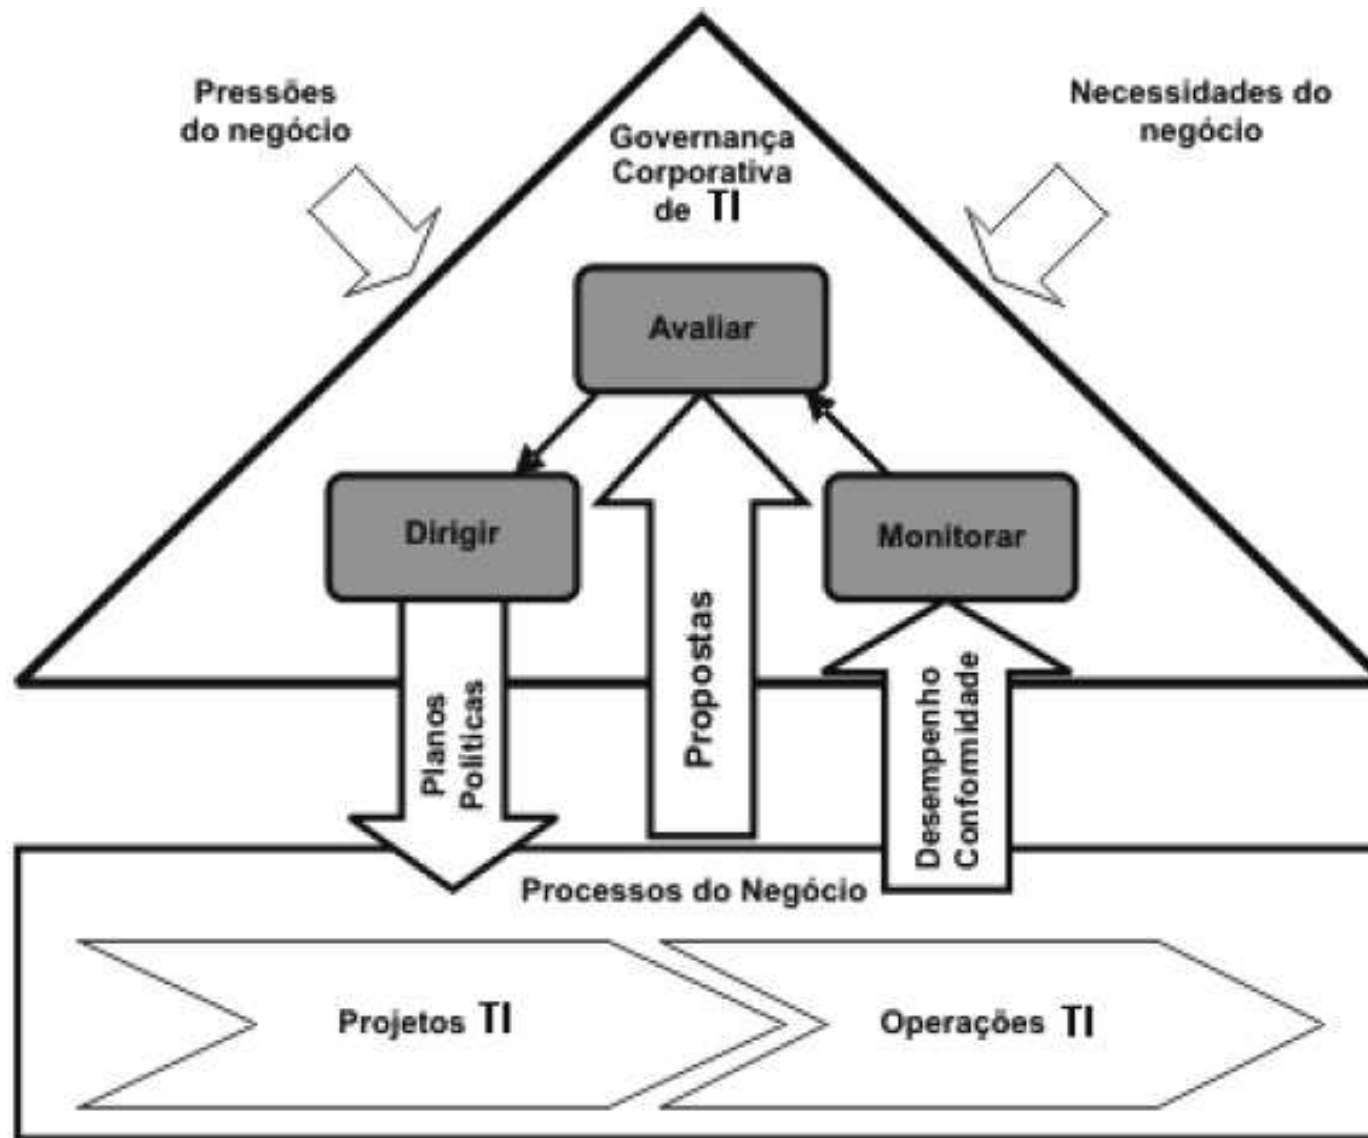 Pressões
do negócio
Necessidades do
negócio
Governança
Corporativa
de TI
Avaliar
Dirigir
Monitorar
Planos
Políticas
Propostas
Desempenho
Conformidade
Processos do Negócio
Projetos TI
Operações TI